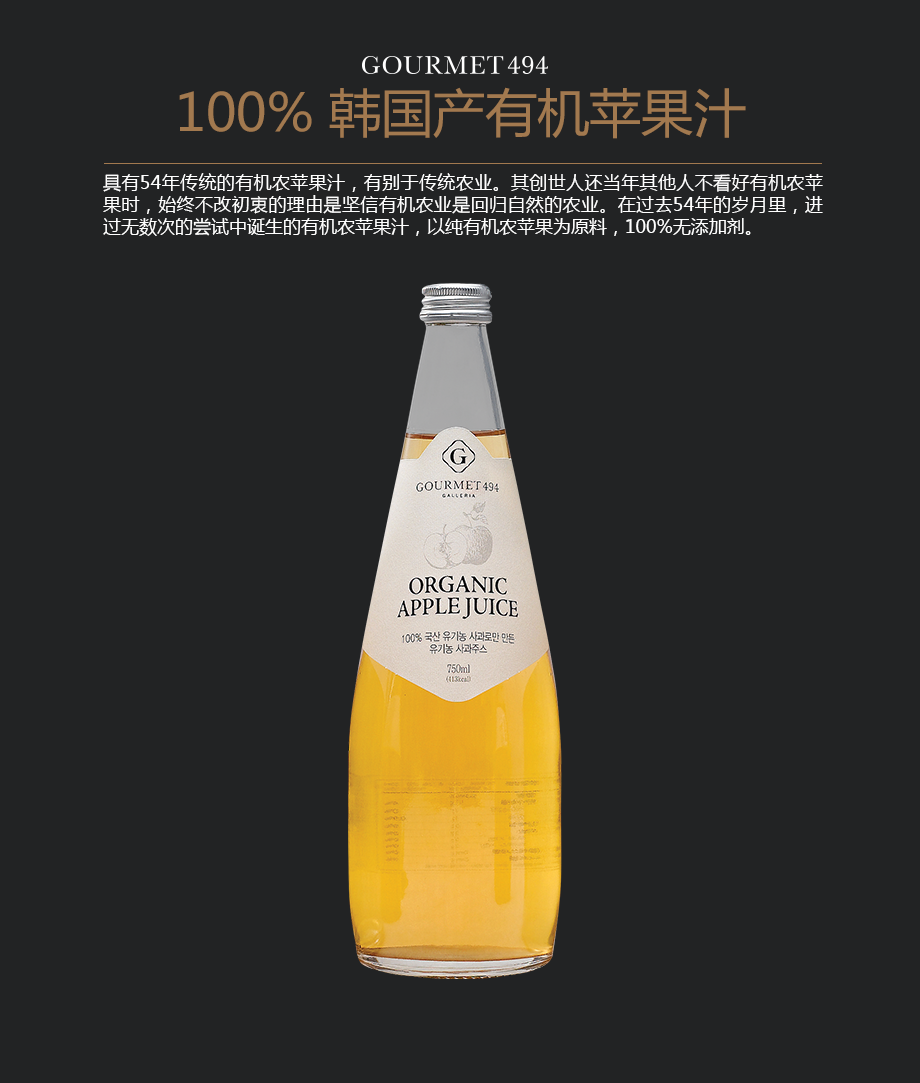 GOURMET 494
100% 韩国产有机苹果汁
具有54年传统的有机农苹果汁，有别于传统农业。其创世人还当年其他人不看好有机农苹
果时，始终不改初衷的理由是坚信有机农业是回归自然的农业。在过去54年的岁月里，进
过无数次的尝试中诞生的有机农苹果汁，以纯有机农苹果为原料，100%无添加剂。
G
GOURMET 494
GALLERIA
ORGANIC
APPLE JUICE
100% 국산 유기농 사과로만 만든
유기농 사과주스
750ml
(413kcal)